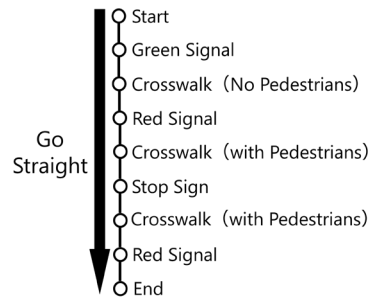 Start
Green Signal
Crosswalk（No Pedestrians）
Red Signal
Crosswalk（with Pedestrians）
Go
Straight
Stop Sign
Crosswalk（with Pedestrians）
Red Signal
End